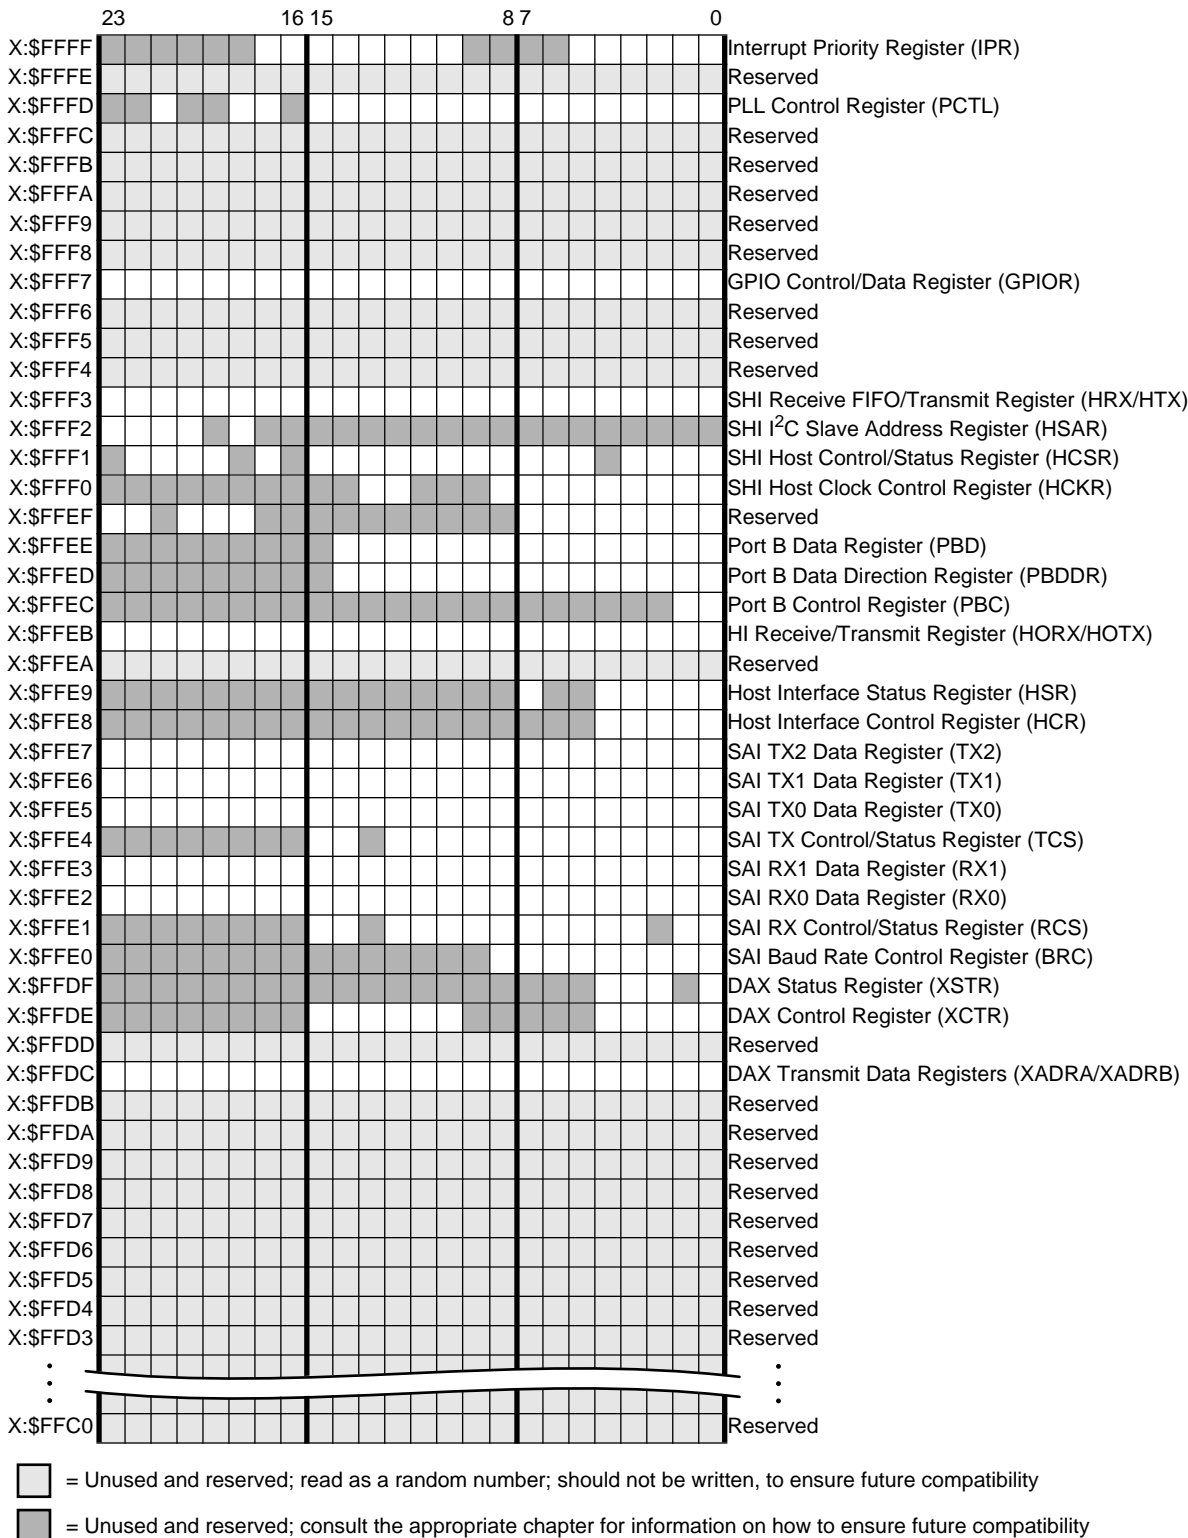 23 16 15 8 7 0
X:$FFFF Interrupt Priority Register (IPR)
X:$FFFE Reserved
X:$FFFD PLL Control Register (PCTL)
X:$FFFC Reserved
X:$FFFB Reserved
X:$FFFA Reserved
X:$FFF9 Reserved
X:$FFF8 Reserved
X:$FFF7 GPIO Control/Data Register (GPIOR)
X:$FFF6 Reserved
X:$FFF5 Reserved
X:$FFF4 Reserved
X:$FFF3 SHI Receive FIFO/Transmit Register (HRX/HTX)
X:$FFF2 SHI I²C Slave Address Register (HSAR)
X:$FFF1 SHI Host Control/Status Register (HCSR)
X:$FFF0 SHI Host Clock Control Register (HCKR)
X:$FFEF Reserved
X:$FFEE Port B Data Register (PBD)
X:$FFED Port B Data Direction Register (PBDDR)
X:$FFEC Port B Control Register (PBC)
X:$FFEB HI Receive/Transmit Register (HORX/HOTX)
X:$FFEA Reserved
X:$FFE9 Host Interface Status Register (HSR)
X:$FFE8 Host Interface Control Register (HCR)
X:$FFE7 SAI TX2 Data Register (TX2)
X:$FFE6 SAI TX1 Data Register (TX1)
X:$FFE5 SAI TX0 Data Register (TX0)
X:$FFE4 SAI TX Control/Status Register (TCS)
X:$FFE3 SAI RX1 Data Register (RX1)
X:$FFE2 SAI RX0 Data Register (RX0)
X:$FFE1 SAI RX Control/Status Register (RCS)
X:$FFE0 SAI Baud Rate Control Register (BRC)
X:$FFDF DAX Status Register (XSTR)
X:$FFDE DAX Control Register (XCTR)
X:$FFDD Reserved
X:$FFDC DAX Transmit Data Registers (XADRA/XADRB)
X:$FFDB Reserved
X:$FFDA Reserved
X:$FFD9 Reserved
X:$FFD8 Reserved
X:$FFD7 Reserved
X:$FFD6 Reserved
X:$FFD5 Reserved
X:$FFD4 Reserved
X:$FFD3 Reserved
X:$FFC0 Reserved
= Unused and reserved; read as a random number; should not be written, to ensure future compatibility
= Unused and reserved; consult the appropriate chapter for information on how to ensure future compatibility